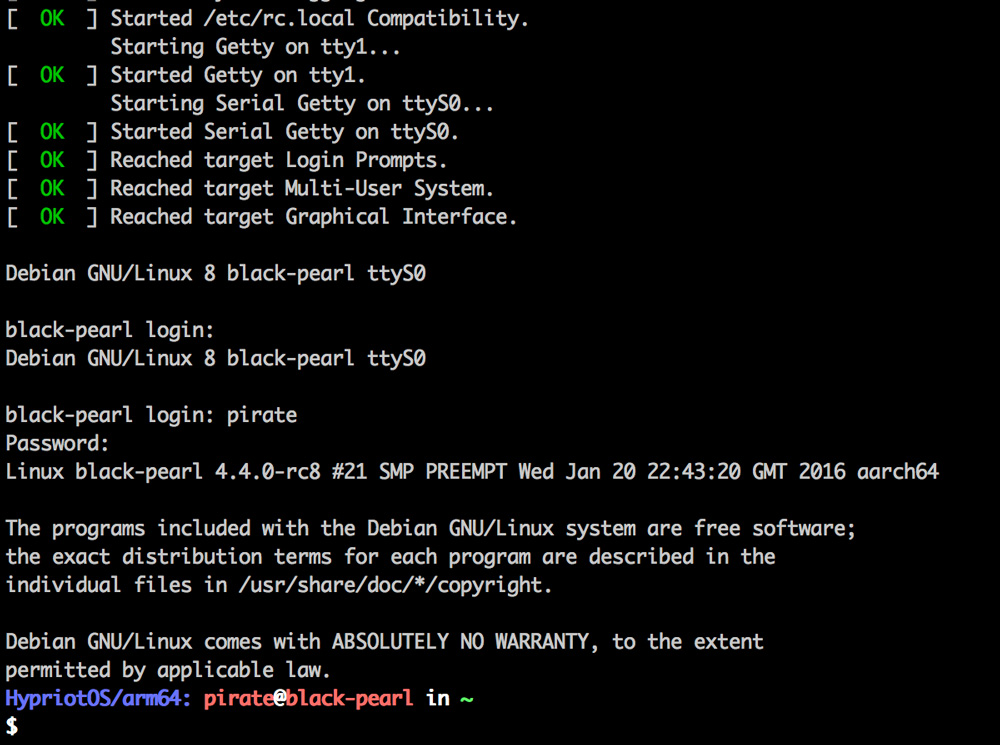 [  OK  ] Started /etc/rc.local Compatibility.
         Starting Getty on tty1...
[  OK  ] Started Getty on tty1.
         Starting Serial Getty on ttyS0...
[  OK  ] Started Serial Getty on ttyS0.
[  OK  ] Reached target Login Prompts.
[  OK  ] Reached target Multi-User System.
[  OK  ] Reached target Graphical Interface.
Debian GNU/Linux 8 black-pearl ttyS0
black-pearl login:
Debian GNU/Linux 8 black-pearl ttyS0
black-pearl login: pirate
Password:
Linux black-pearl 4.4.0-rc8 #21 SMP PREEMPT Wed Jan 20 22:43:20 GMT 2016 aarch64
The programs included with the Debian GNU/Linux system are free software;
the exact distribution terms for each program are described in the
individual files in /usr/share/doc/*/copyright.
Debian GNU/Linux comes with ABSOLUTELY NO WARRANTY, to the extent
permitted by applicable law.
HypriotOS/arm64: pirate@black-pearl in ~
$